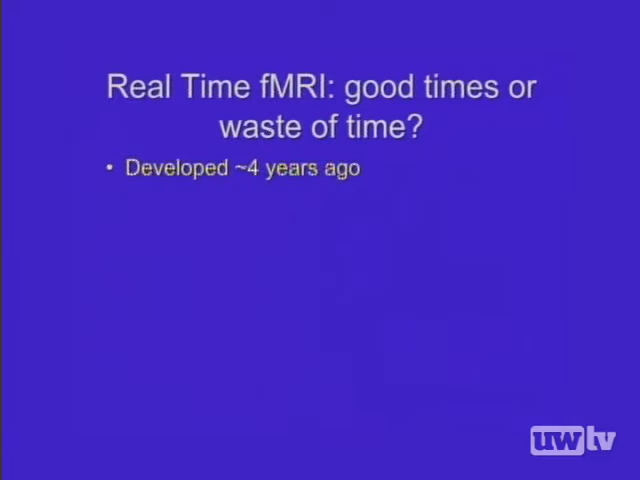 Real Time fMRI: good times or
waste of time?
• Developed ~4 years ago
uwtv